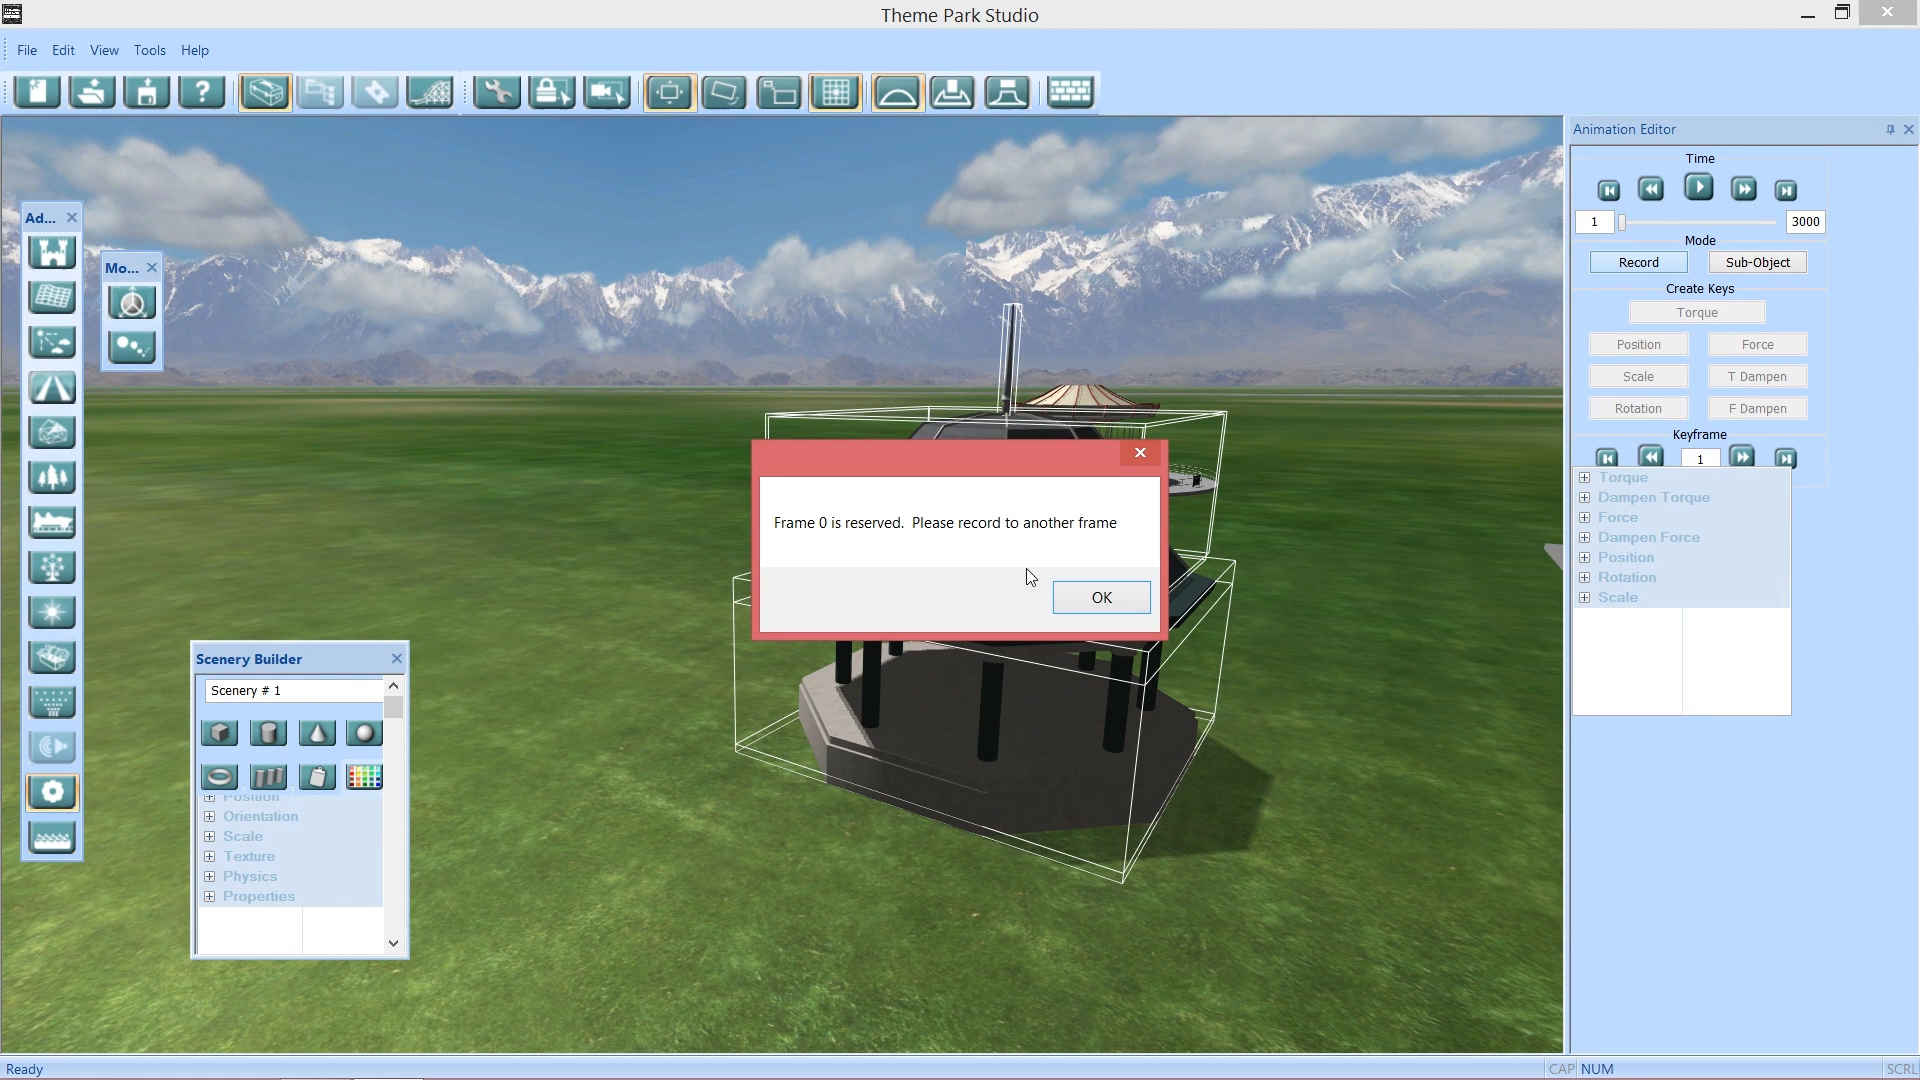 Theme Park Studio
File Edit View Tools Help
Animation Editor
Time
1 3000
Mode
Record Sub-Object
Create Keys
Torque
Position Force
Scale T Dampen
Rotation F Dampen
Keyframe
1
Torque
Dampen Torque
Force
Dampen Force
Position
Rotation
Scale
Ad...
Mo...
Frame 0 is reserved. Please record to another frame
OK
Scenery Builder
Scenery # 1
Position
Orientation
Scale
Texture
Physics
Properties
Ready
CAP NUM SCRL